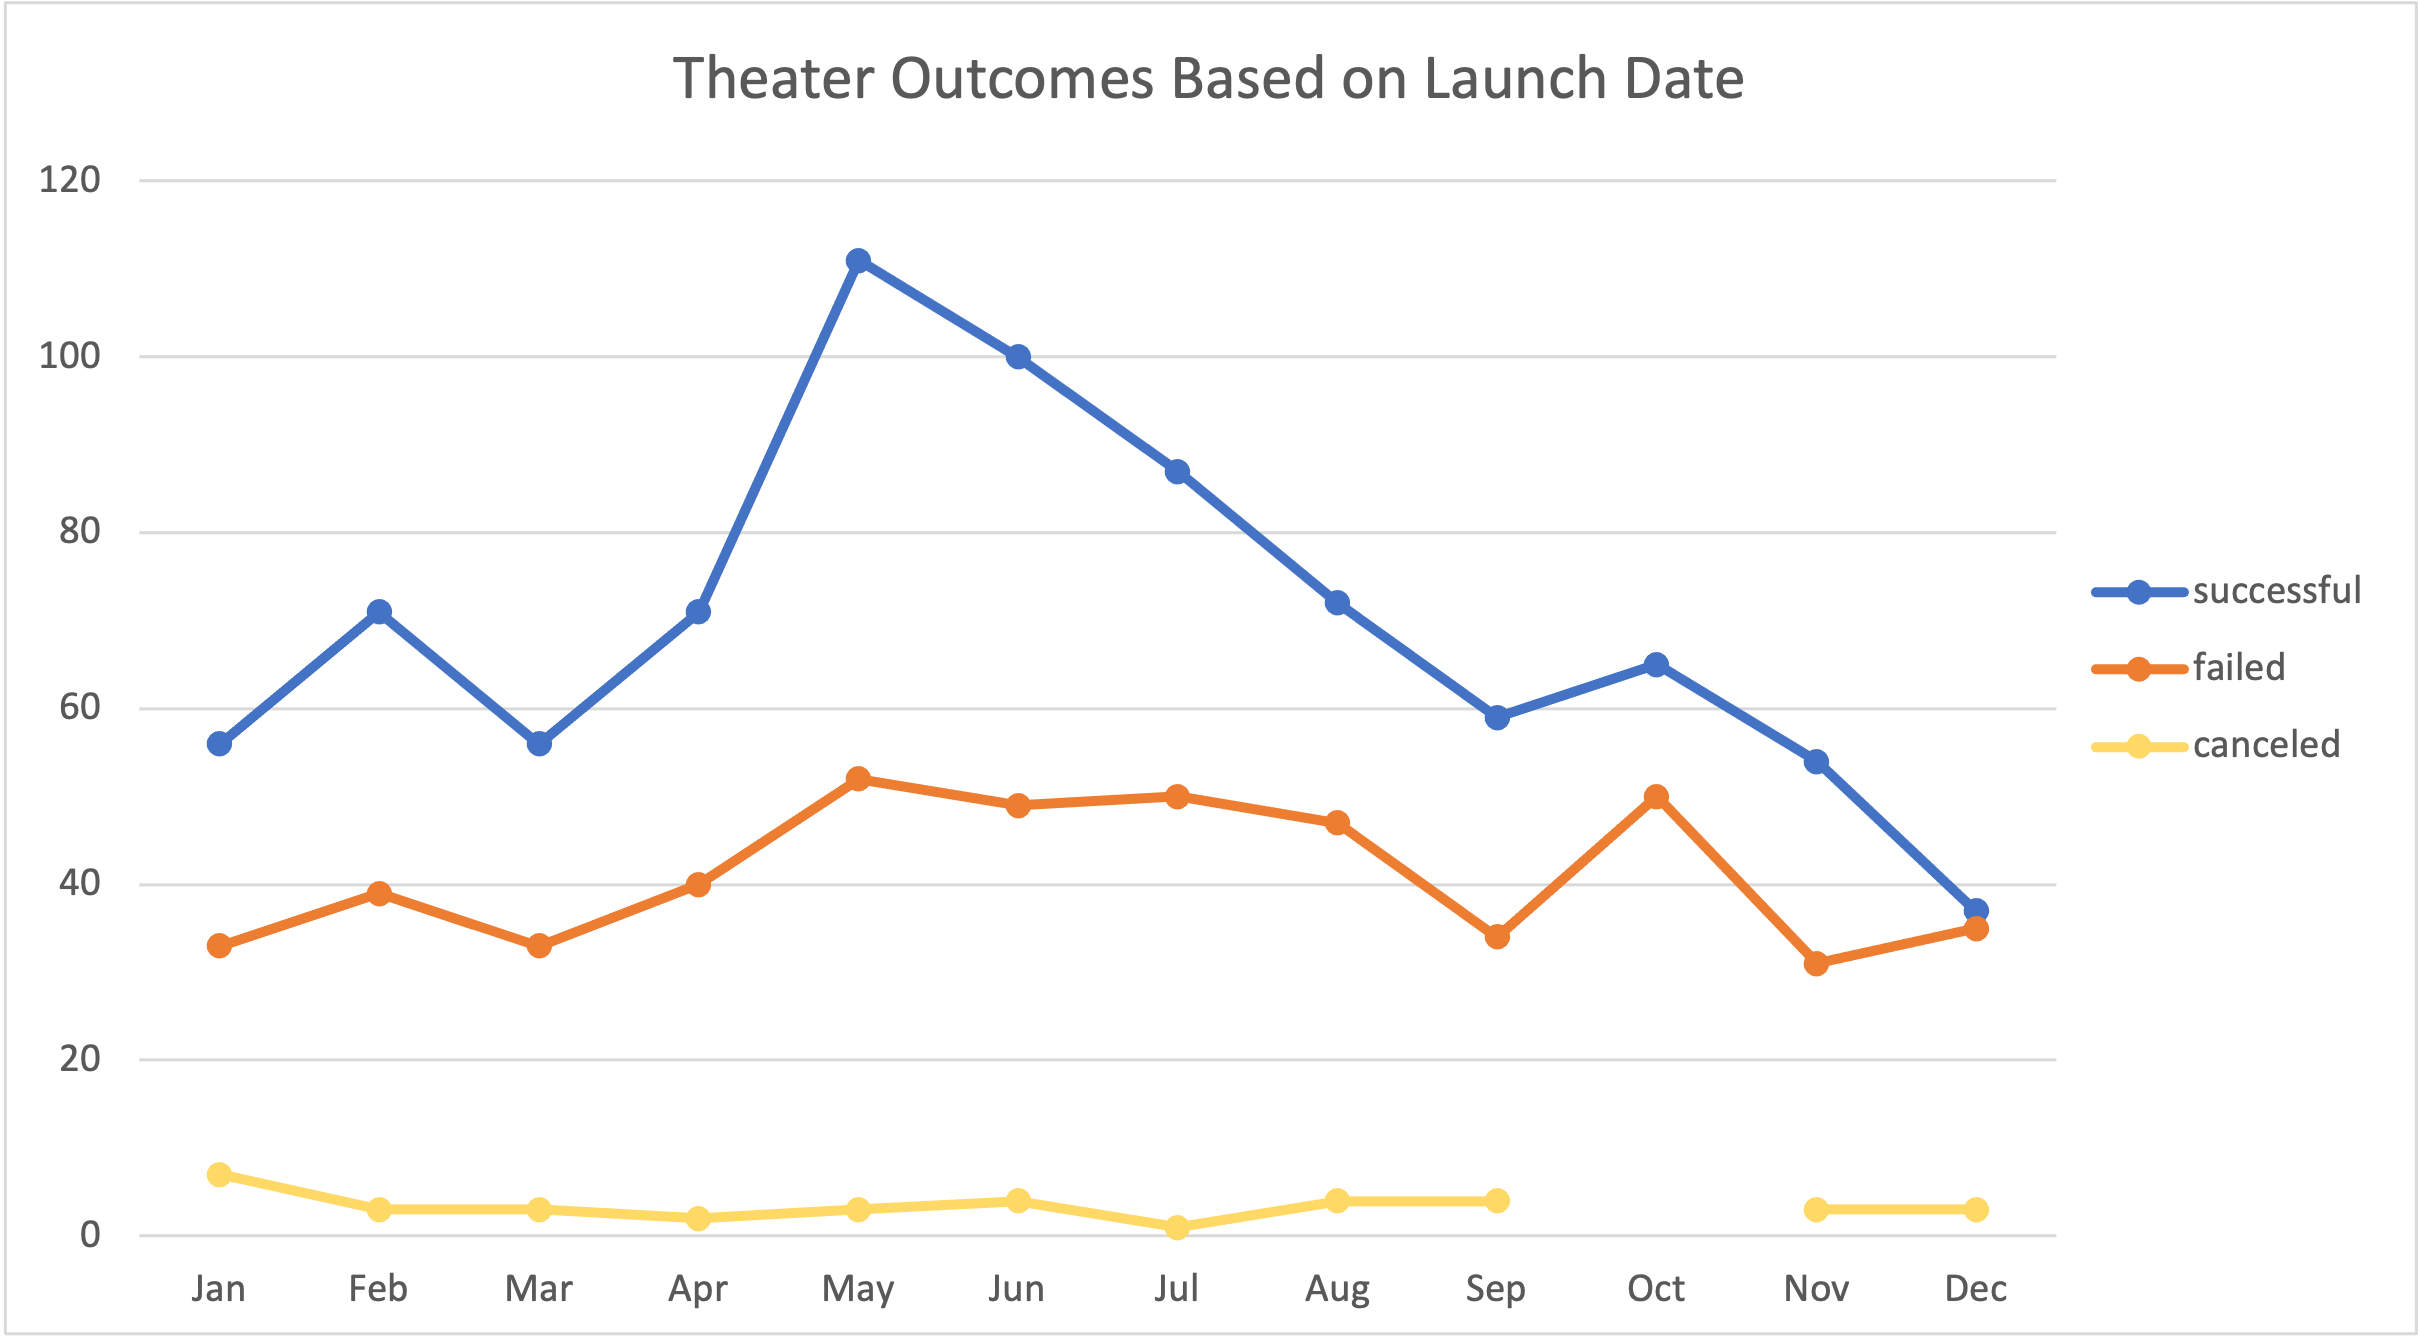 Theater Outcomes Based on Launch Date
120
100
80
60
40
20
0
Jan Feb Mar Apr May Jun Jul Aug Sep Oct Nov Dec
successful
failed
canceled